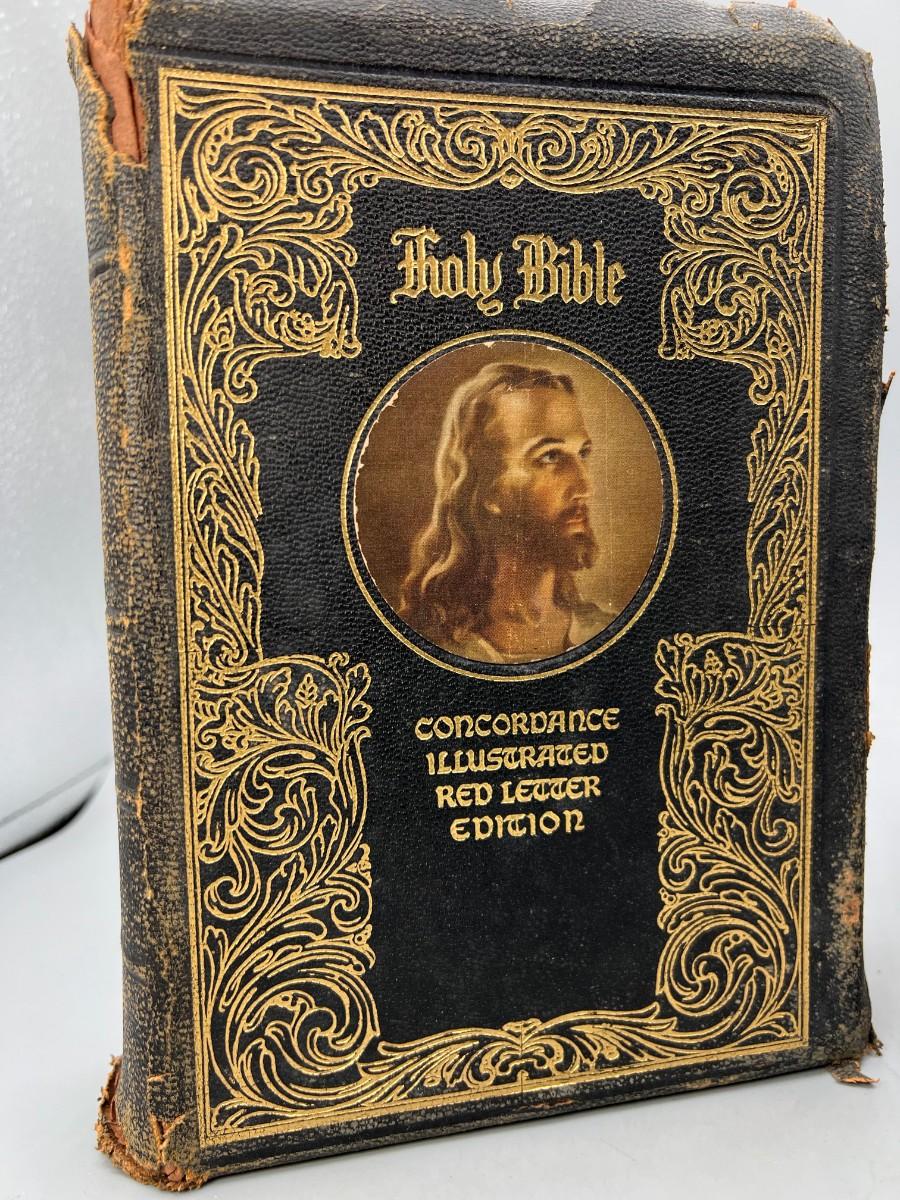 Holy Bible
CONCORDANCE
ILLUSTRATED
RED LETTER
EDITION